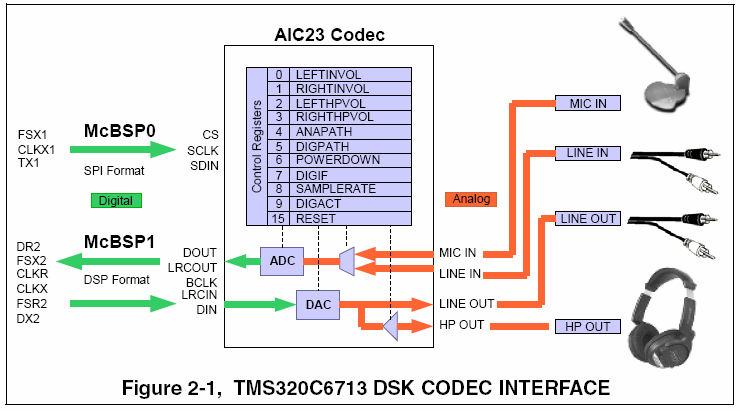 AIC23 Codec
Control Registers
0 LEFTINVOL
1 RIGHTINVOL
2 LEFTHPVOL
3 RIGHTHPVOL
4 ANAPATH
5 DIGPATH
6 POWERDOWN
7 DIGIF
8 SAMPLERATE
9 DIGACT
15 RESET
McBSP0
FSX1
CLKX1
TX1
SPI Format
CS
SCLK
SDIN
Digital
Analog
McBSP1
DR2
FSX2
CLKR
CLKX
FSR2
DX2
DSP Format
DOUT
LRCOUT
BCLK
LRCIN
DIN
ADC
DAC
MIC IN
LINE IN
LINE OUT
HP OUT
MIC IN
LINE IN
LINE OUT
HP OUT
Figure 2-1, TMS320C6713 DSK CODEC INTERFACE